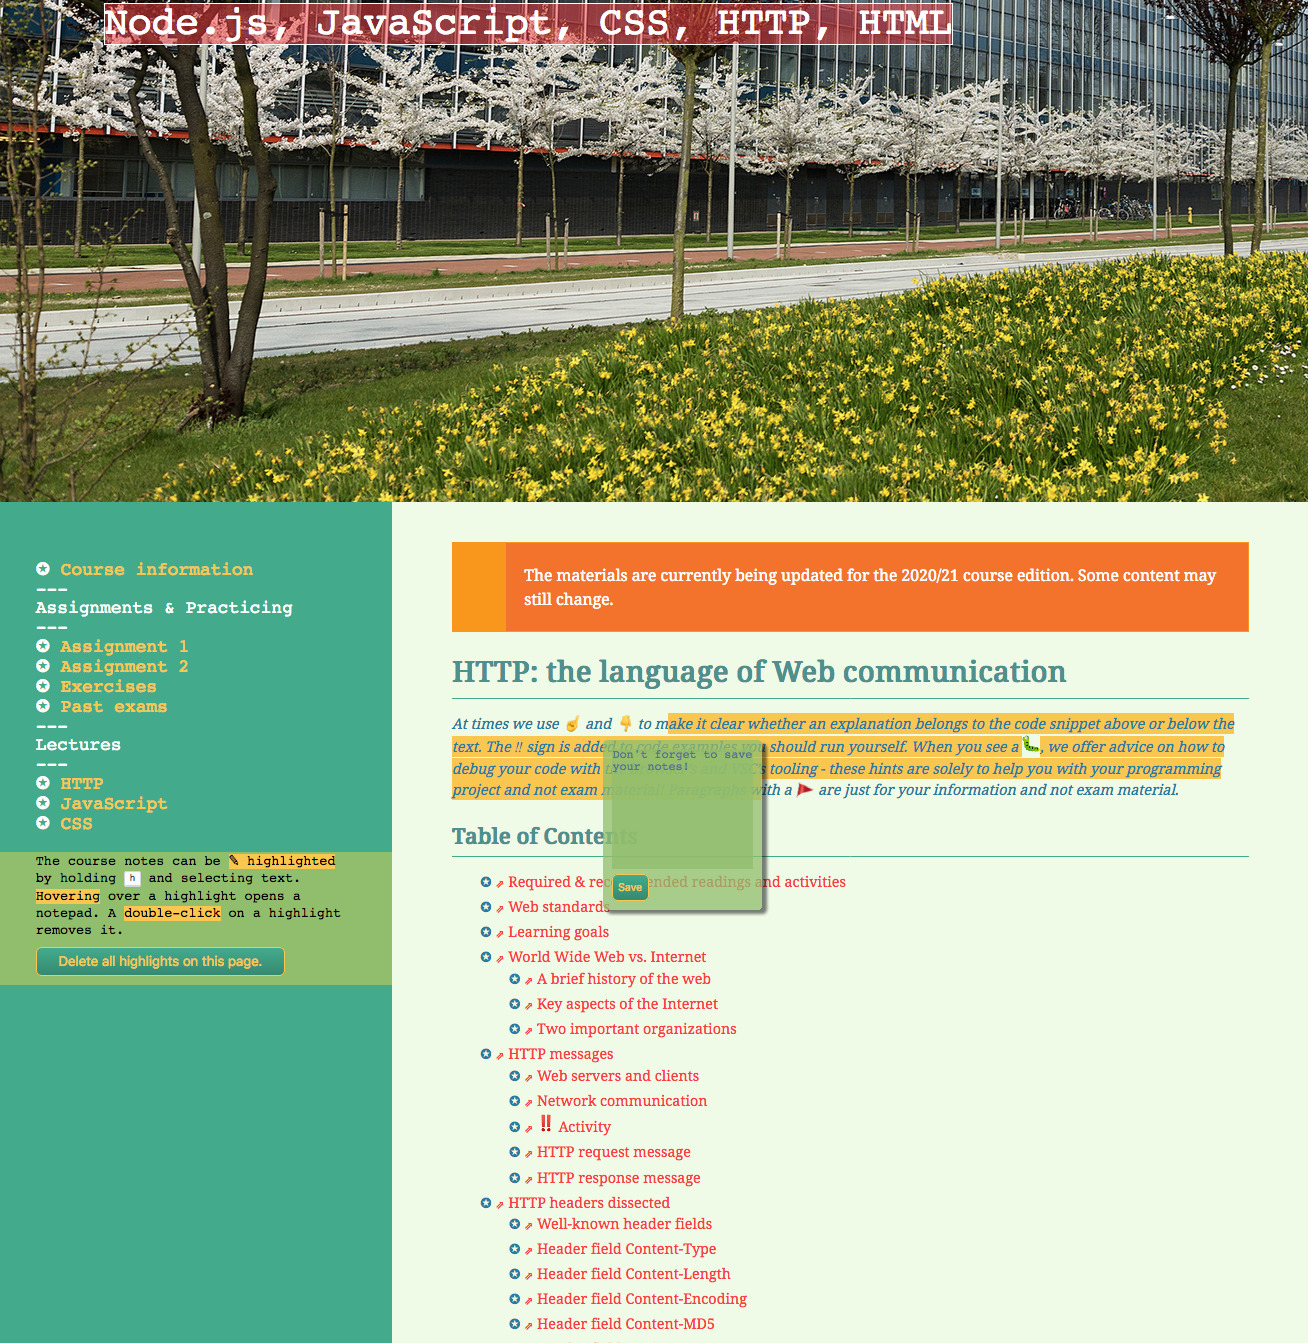 Node.js, JavaScript, CSS, HTTP, HTML
Course information
---
Assignments & Practicing
---
Assignment 1
Assignment 2
Exercises
Past exams
---
Lectures
---
HTTP
JavaScript
CSS
The course notes can be ✎ highlighted
by holding h and selecting text.
Hovering over a highlight opens a
notepad. A double-click on a highlight
removes it.
Delete all highlights on this page.
The materials are currently being updated for the 2020/21 course edition. Some content may
still change.
HTTP: the language of Web communication
At times we use ☝ and 👇 to make it clear whether an explanation belongs to the code snippet above or below the
text. The ‼ sign is added to code examples you should run yourself. When you see a 🐛, we offer advice on how to
debug your code with the and VSC's tooling - these hints are solely to help you with your programming
project and not exam material! Paragraphs with a 🚩 are just for your information and not exam material.
Don't forget to save
your notes!
Save
Table of Contents
Required & recommended readings and activities
Web standards
Learning goals
World Wide Web vs. Internet
A brief history of the web
Key aspects of the Internet
Two important organizations
HTTP messages
Web servers and clients
Network communication
‼ Activity
HTTP request message
HTTP response message
HTTP headers dissected
Well-known header fields
Header field Content-Type
Header field Content-Length
Header field Content-Encoding
Header field Content-MD5